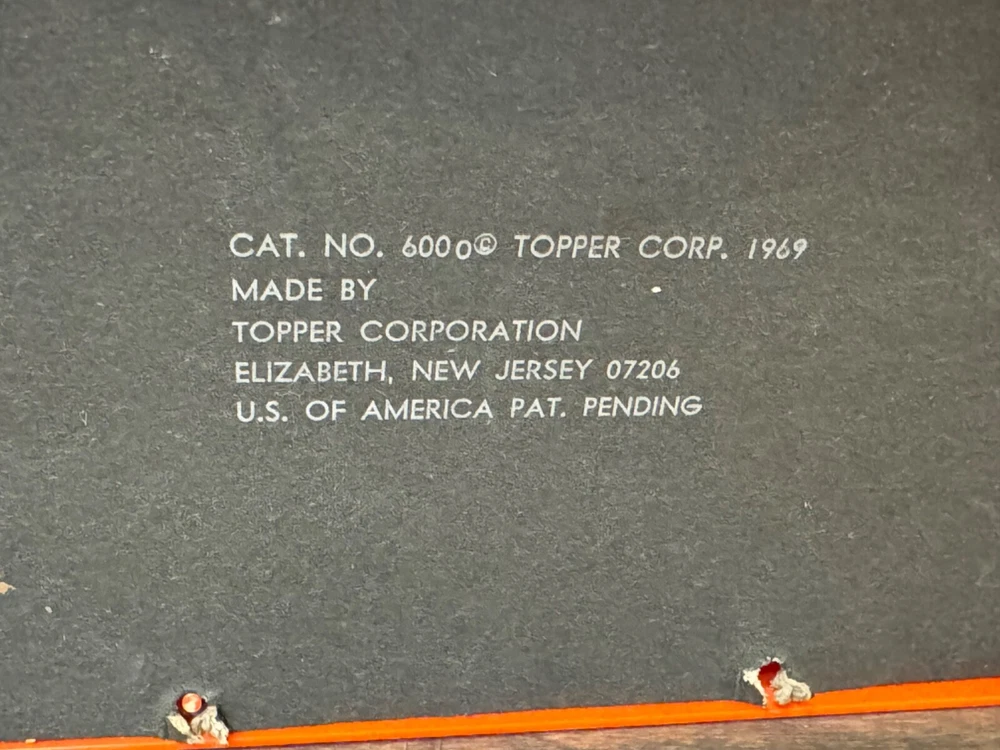 CAT. NO. 6000© TOPPER CORP. 1969
MADE BY
TOPPER CORPORATION
ELIZABETH, NEW JERSEY 07206
U.S. OF AMERICA PAT. PENDING